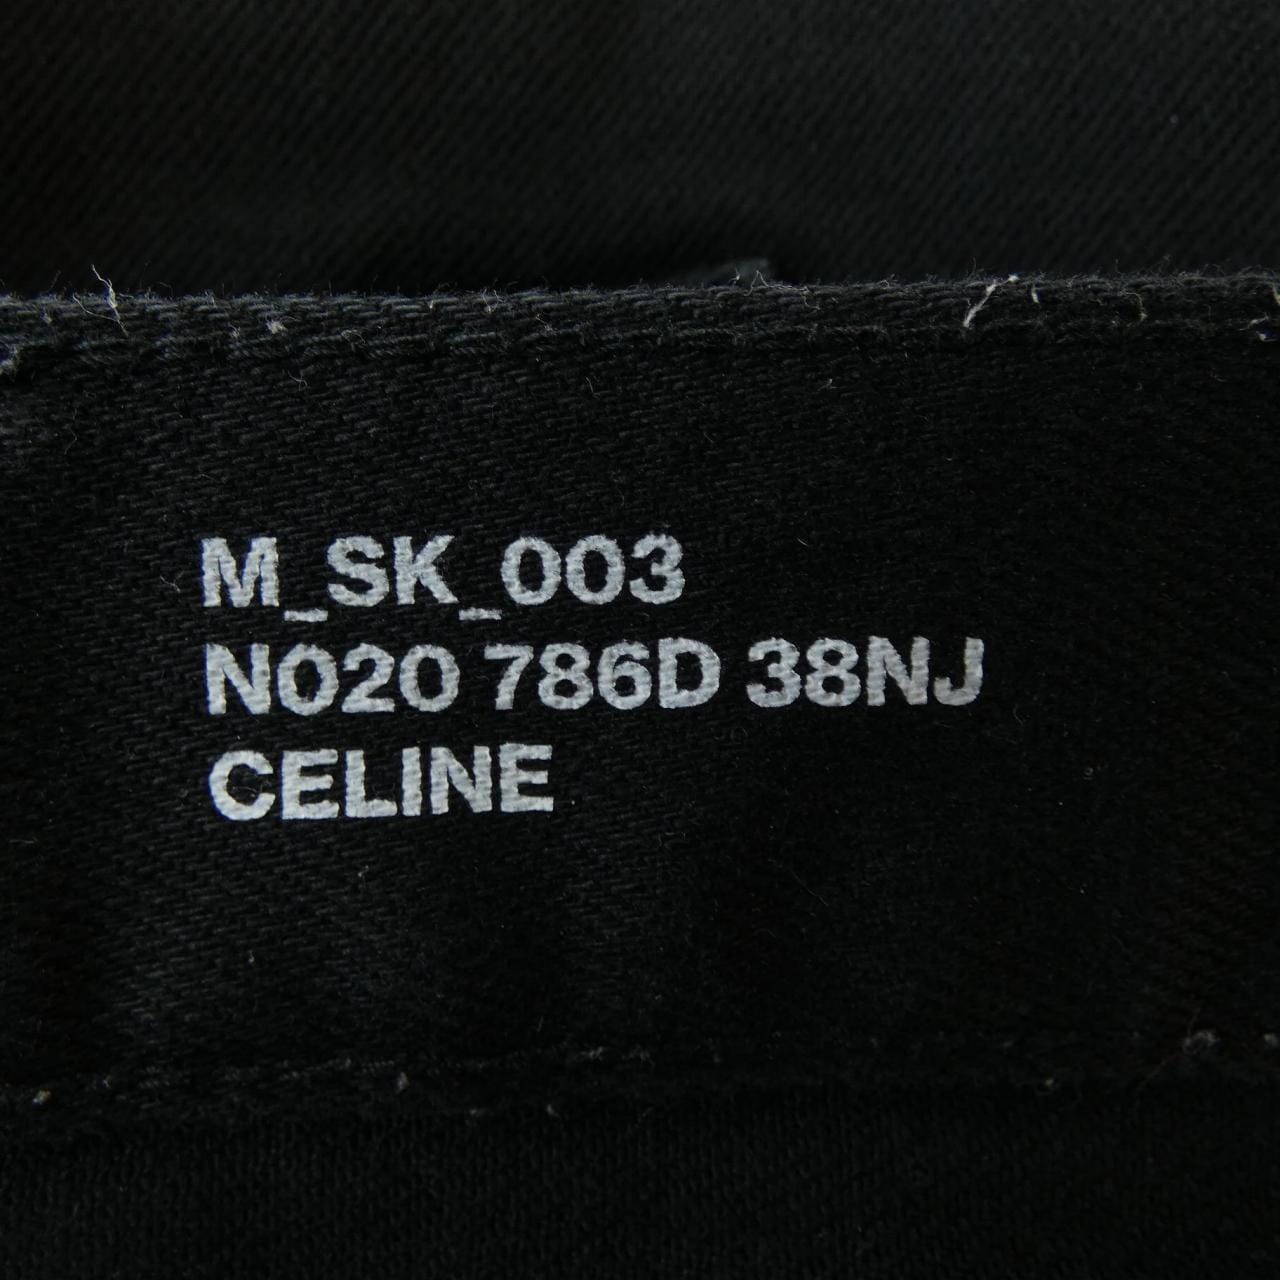 M_SK_003
N020 786D 38NJ
CELINE